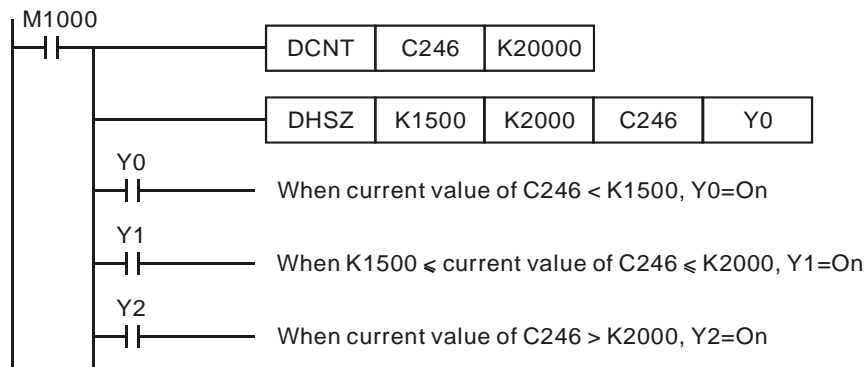 M1000
DCNT C246 K20000
DHSZ K1500 K2000 C246 Y0
Y0
When current value of C246 < K1500, Y0=On
Y1
When K1500 ⩽ current value of C246 ⩽ K2000, Y1=On
Y2
When current value of C246 > K2000, Y2=On